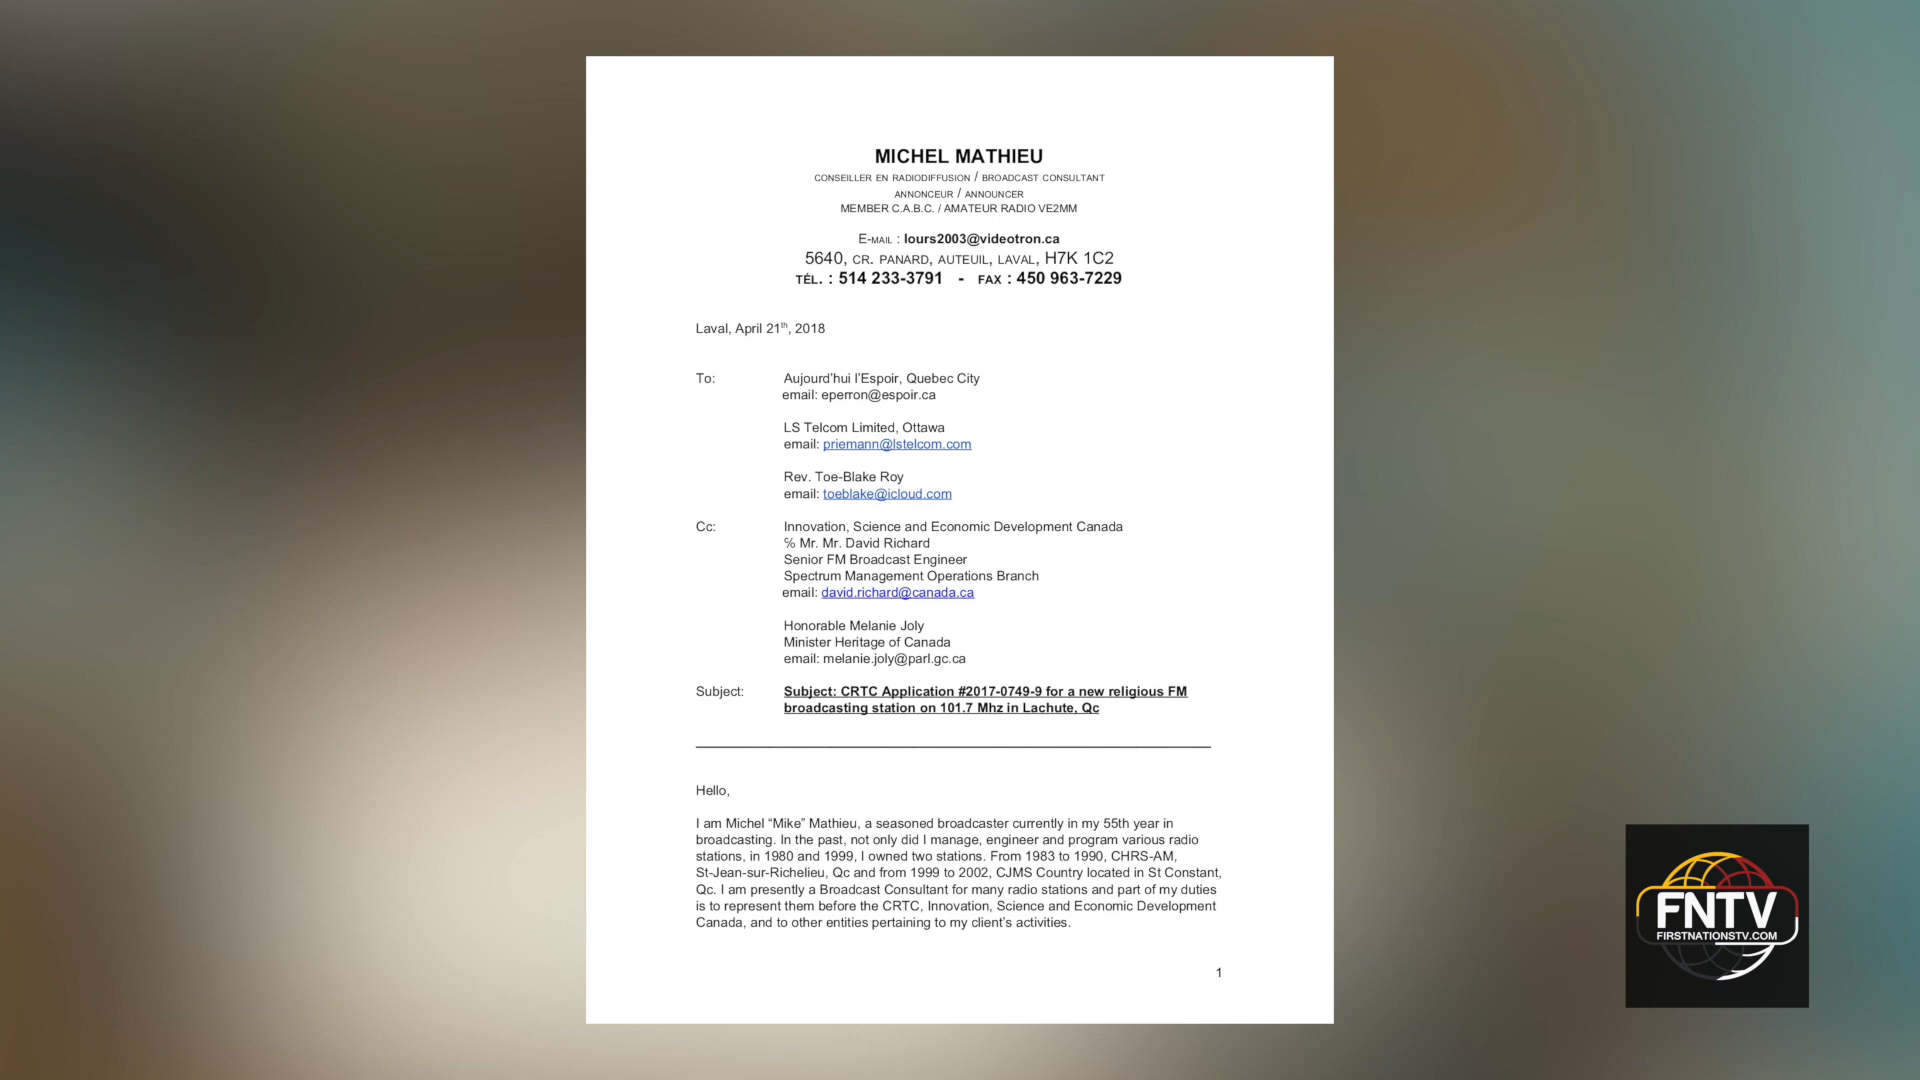 MICHEL MATHIEU
CONSEILLER EN RADIODIFFUSION / BROADCAST CONSULTANT
ANNONCEUR / ANNOUNCER
MEMBER C.A.B.C. / AMATEUR RADIO VE2MM
E-MAIL : lours2003@videotron.ca
5640, CR. PANARD, AUTEUIL, LAVAL, H7K 1C2
TÉL. : 514 233-3791 - FAX : 450 963-7229
Laval, April 21th, 2018
To: Aujourd'hui l'Espoir, Quebec City
email: eperron@espoir.ca
LS Telcom Limited, Ottawa
email: priemann@lstelcom.com
Rev. Toe-Blake Roy
email: toeblake@icloud.com
Cc: Innovation, Science and Economic Development Canada
℅ Mr. Mr. David Richard
Senior FM Broadcast Engineer
Spectrum Management Operations Branch
email: david.richard@canada.ca
Honorable Melanie Joly
Minister Heritage of Canada
email: melanie.joly@parl.gc.ca
Subject: Subject: CRTC Application #2017-0749-9 for a new religious FM
broadcasting station on 101.7 Mhz in Lachute, Qc
Hello,
I am Michel “Mike” Mathieu, a seasoned broadcaster currently in my 55th year in
broadcasting. In the past, not only did I manage, engineer and program various radio
stations, in 1980 and 1999, I owned two stations. From 1983 to 1990, CHRS-AM,
St-Jean-sur-Richelieu, Qc and from 1999 to 2002, CJMS Country located in St Constant,
Qc. I am presently a Broadcast Consultant for many radio stations and part of my duties
is to represent them before the CRTC, Innovation, Science and Economic Development
Canada, and to other entities pertaining to my client's activities.
1
FNTV
FIRSTNATIONSTV.COM